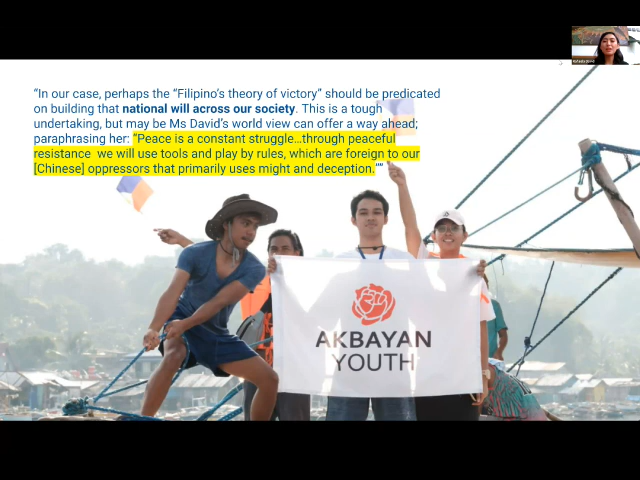 “In our case, perhaps the “Filipino’s theory of victory” should be predicated
on building that national will across our society. This is a tough
undertaking, but may be Ms David’s world view can offer a way ahead;
paraphrasing her: “Peace is a constant struggle...through peaceful
resistance we will use tools and play by rules, which are foreign to our
[Chinese] oppressors that primarily uses might and deception.””
AKBAYAN
YOUTH